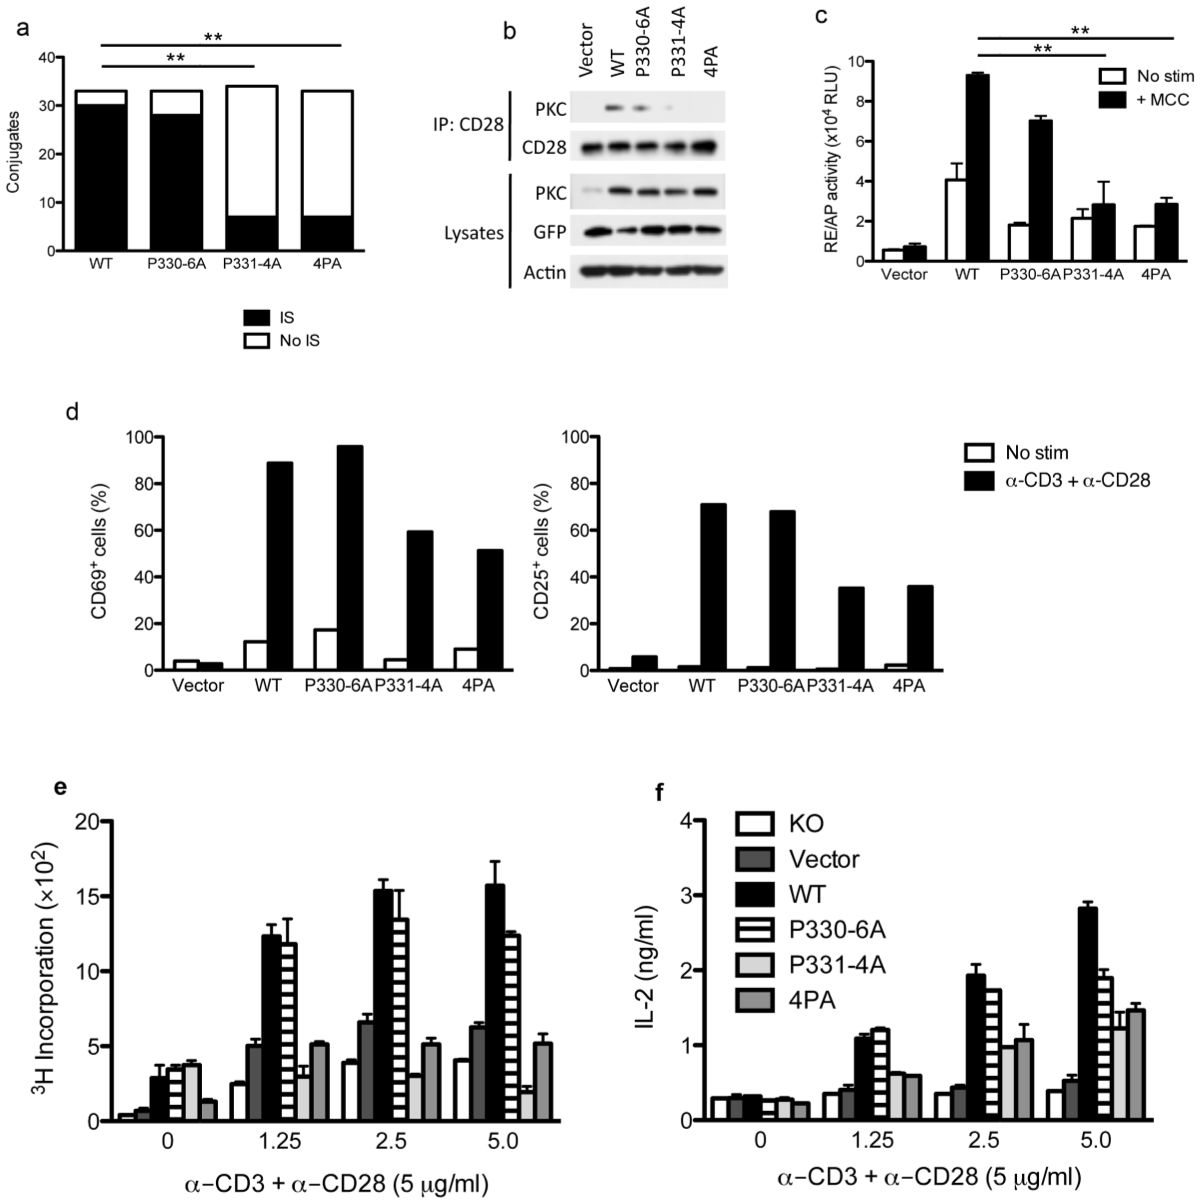 a
**
**
40
30
20
10
0
Conjugates
WT P330-6A P331-4A 4PA
IS
No IS
b
Vector
WT
P330-6A
P331-4A
4PA
IP: CD28
PKC
CD28
Lysates
PKC
GFP
Actin
c
**
**
No stim
+ MCC
10
8
6
4
2
0
RE/AP activity (x10⁴ RLU)
Vector WT P330-6A P331-4A 4PA
d
100
80
60
40
20
0
CD69⁺ cells (%)
Vector WT P330-6A P331-4A 4PA
100
80
60
40
20
0
CD25⁺ cells (%)
Vector WT P330-6A P331-4A 4PA
No stim
α-CD3 + α-CD28
e
20
15
10
5
0
³H Incorporation (×10²)
0 1.25 2.5 5.0
α−CD3 + α−CD28 (5 μg/ml)
f
KO
Vector
WT
P330-6A
P331-4A
4PA
4
3
2
1
0
IL-2 (ng/ml)
0 1.25 2.5 5.0
α−CD3 + α−CD28 (5 μg/ml)